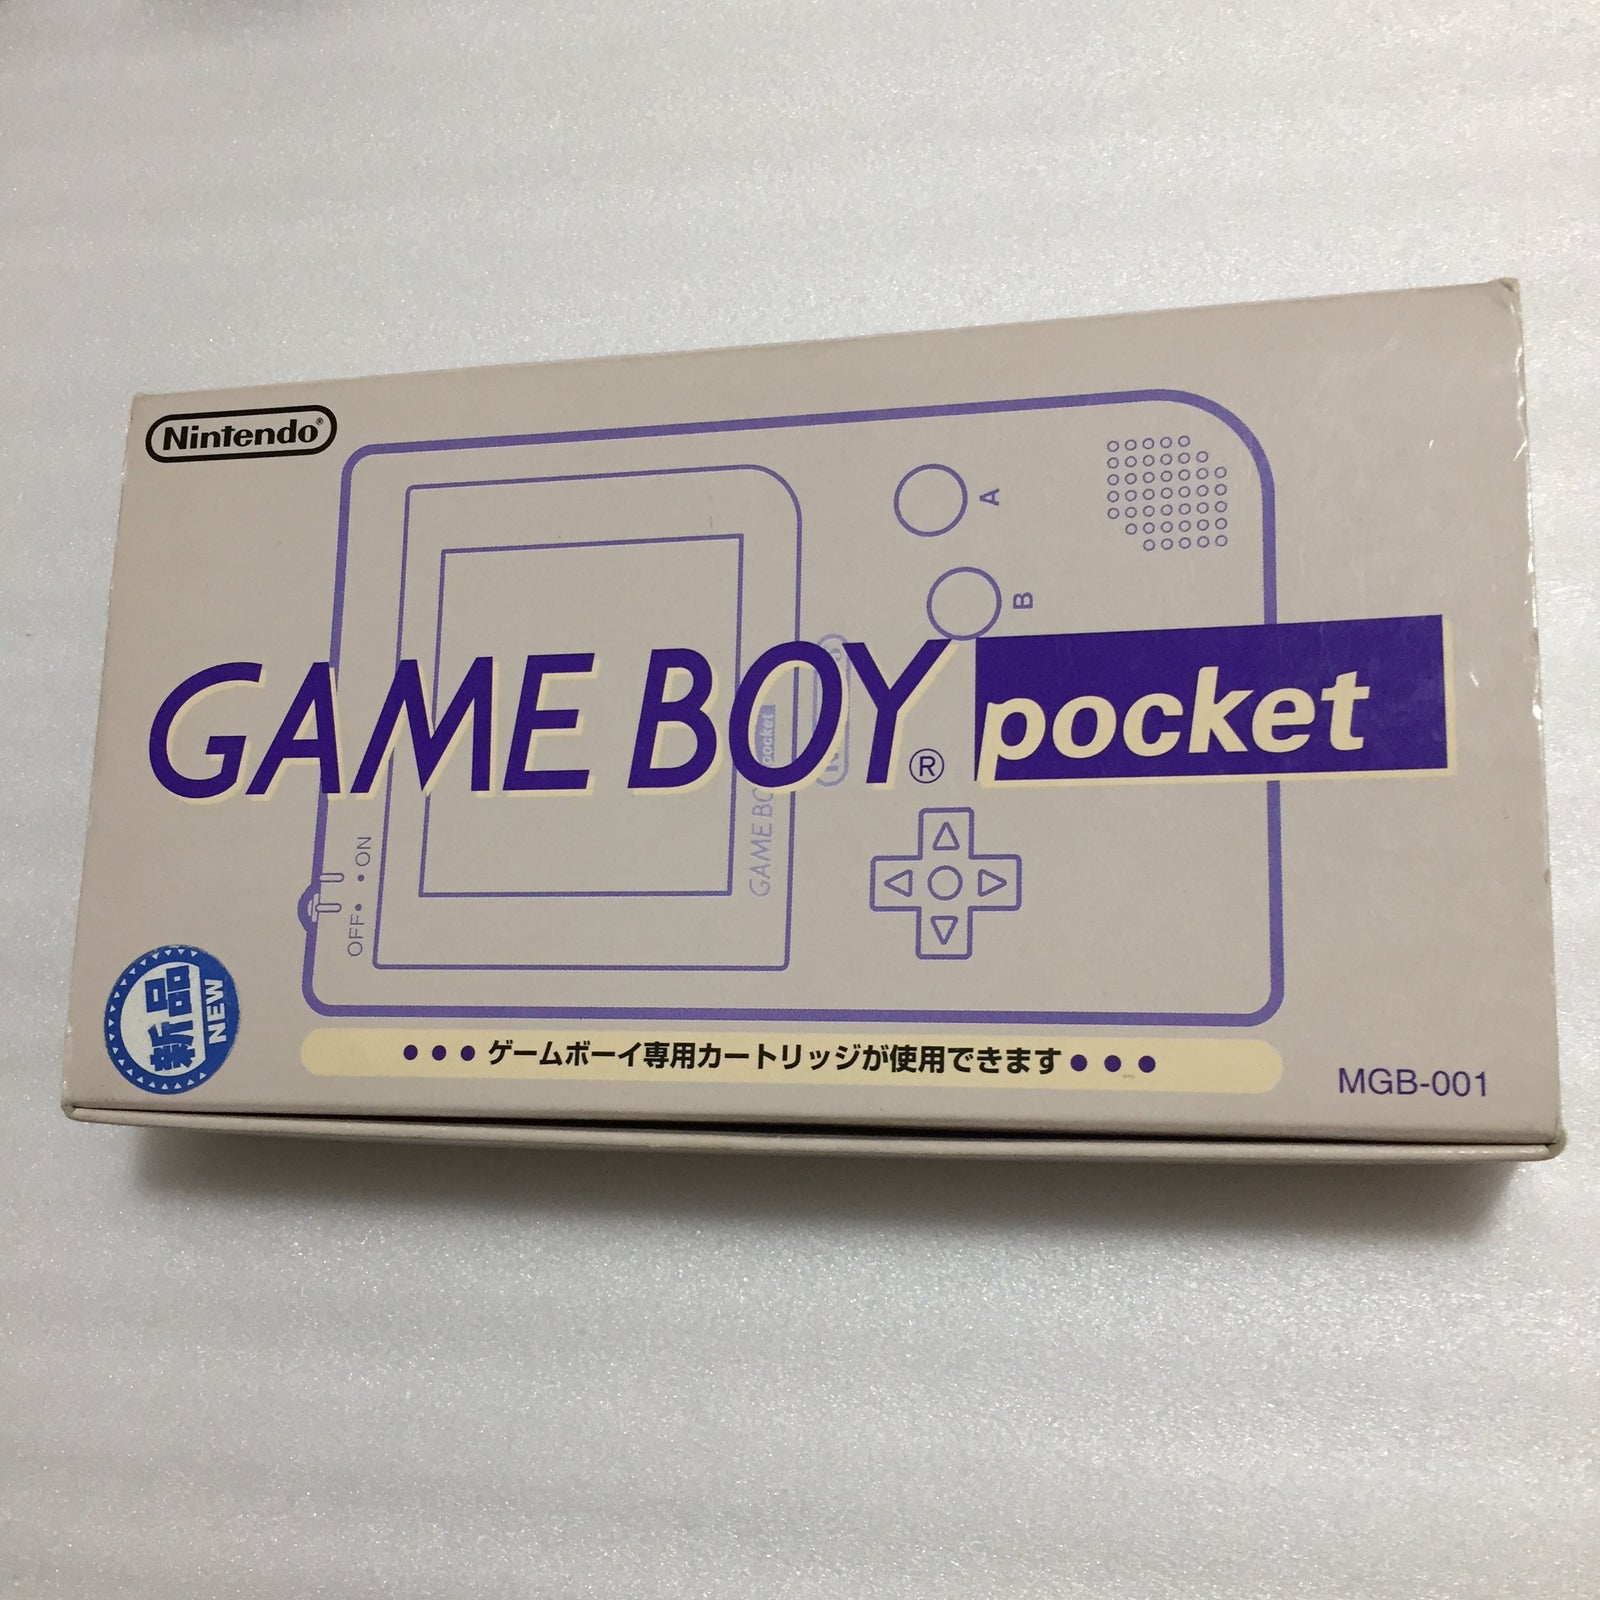 Nintendo®
A
B
GAME BOY® pocket
GAME BOY pocket
OFF • • ON
新品
NEW
•••ゲームボーイ専用カートリッジが使用できます•••
MGB-001